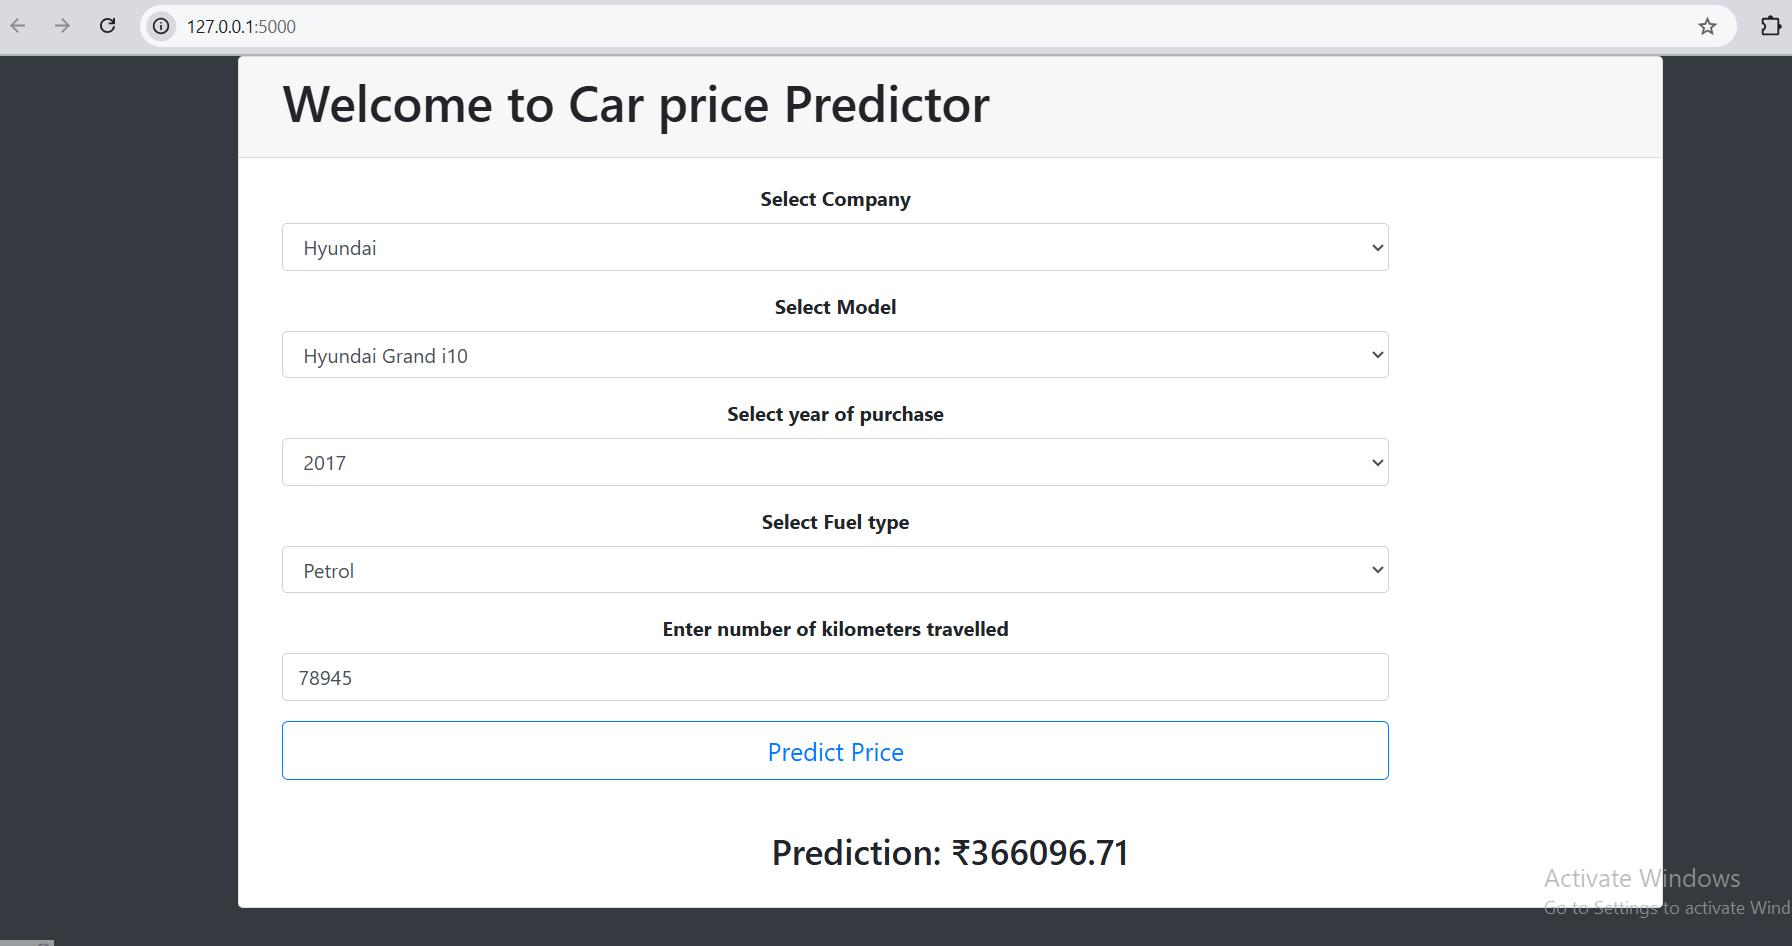 127.0.0.1:5000
Welcome to Car price Predictor
Select Company
Hyundai
Select Model
Hyundai Grand i10
Select year of purchase
2017
Select Fuel type
Petrol
Enter number of kilometers travelled
78945
Predict Price
Prediction: ₹366096.71
Activate Windows
Go to Settings to activate Wind